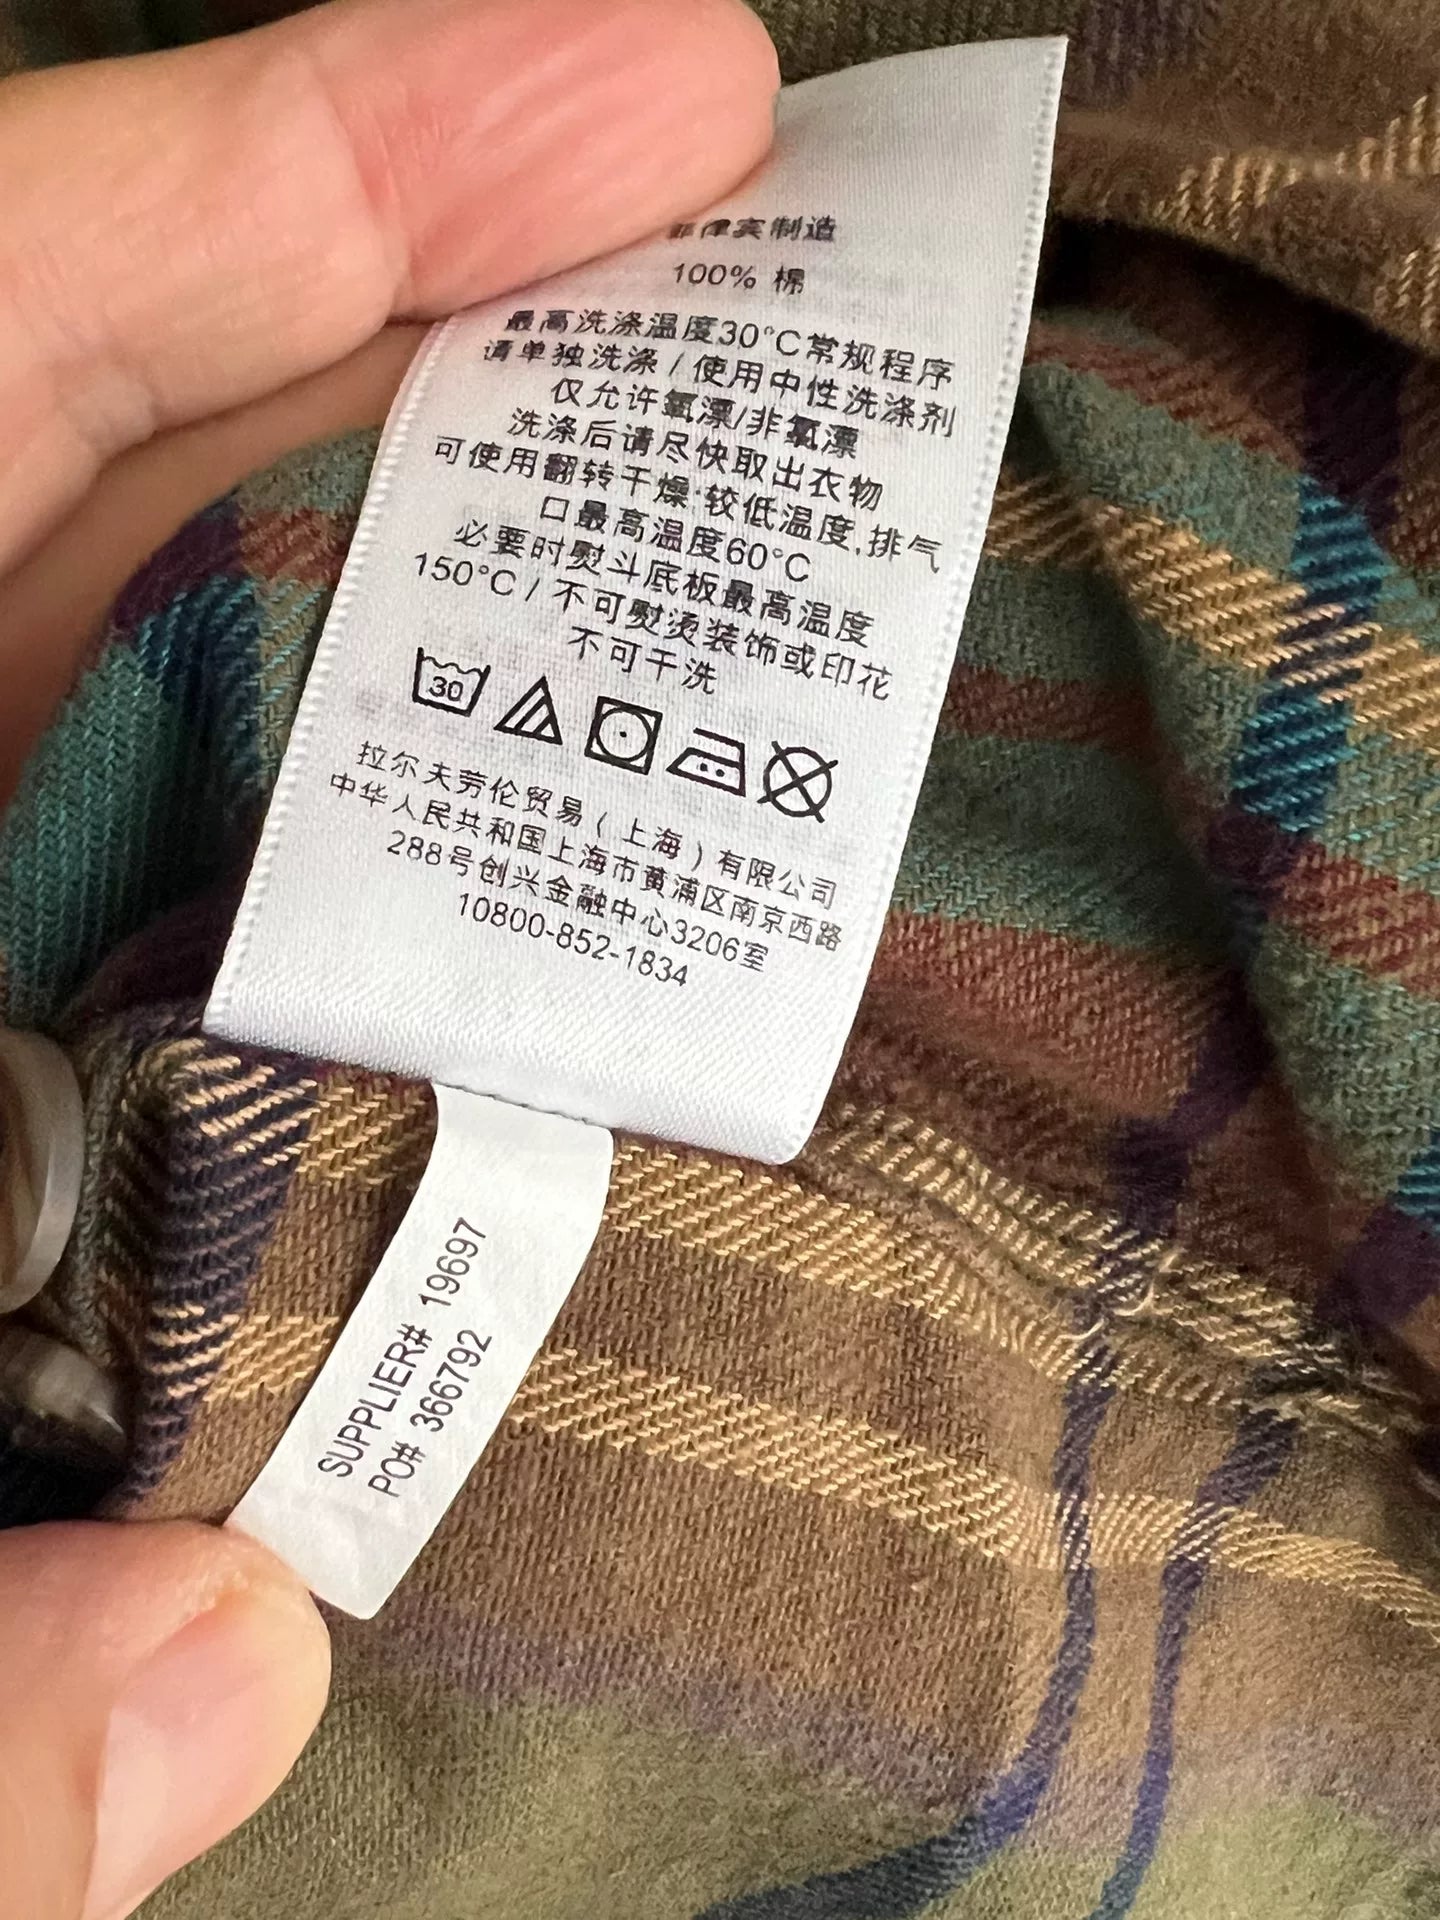 菲律宾制造
100% 棉
最高洗涤温度30°C常规程序
请单独洗涤 / 使用中性洗涤剂
仅允许氧漂/非氯漂
洗涤后请尽快取出衣物
可使用翻转干燥:较低温度,排气
口最高温度60°C
必要时熨斗底板最高温度
150°C / 不可熨烫装饰或印花
不可干洗
30
拉尔夫劳伦贸易 ( 上海 ) 有限公司
中华人民共和国上海市黄浦区南京西路
288号创兴金融中心3206室
10800-852-1834
SUPPLIER# 19697
PO# 366792